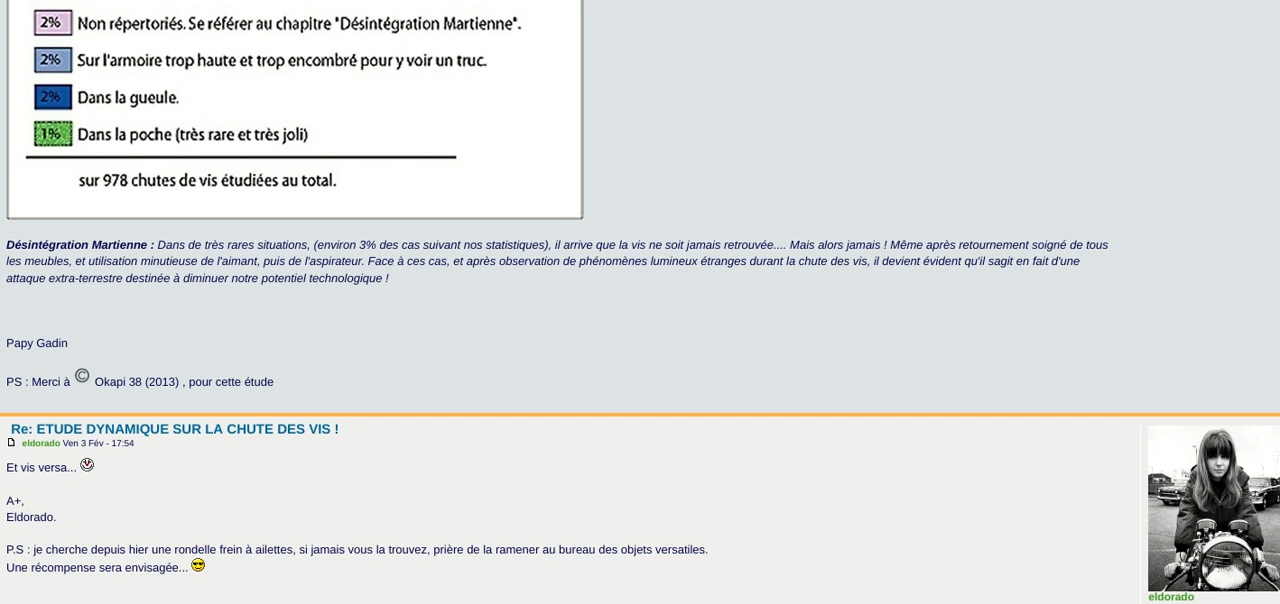 2% Non répertoriés. Se référer au chapitre "Désintégration Martienne".
2% Sur l'armoire trop haute et trop encombré pour y voir un truc.
2% Dans la gueule.
1% Dans la poche (très rare et très joli)
sur 978 chutes de vis étudiées au total.
Désintégration Martienne : Dans de très rares situations, (environ 3% des cas suivant nos statistiques), il arrive que la vis ne soit jamais retrouvée.... Mais alors jamais ! Même après retournement soigné de tous
les meubles, et utilisation minutieuse de l'aimant, puis de l'aspirateur. Face à ces cas, et après observation de phénomènes lumineux étranges durant la chute des vis, il devient évident qu'il sagit en fait d'une
attaque extra-terrestre destinée à diminuer notre potentiel technologique !
Papy Gadin
PS : Merci à © Okapi 38 (2013) , pour cette étude
Re: ETUDE DYNAMIQUE SUR LA CHUTE DES VIS !
eldorado Ven 3 Fév - 17:54
Et vis versa...
A+,
Eldorado.
P.S : je cherche depuis hier une rondelle frein à ailettes, si jamais vous la trouvez, prière de la ramener au bureau des objets versatiles.
Une récompense sera envisagée...
eldorado